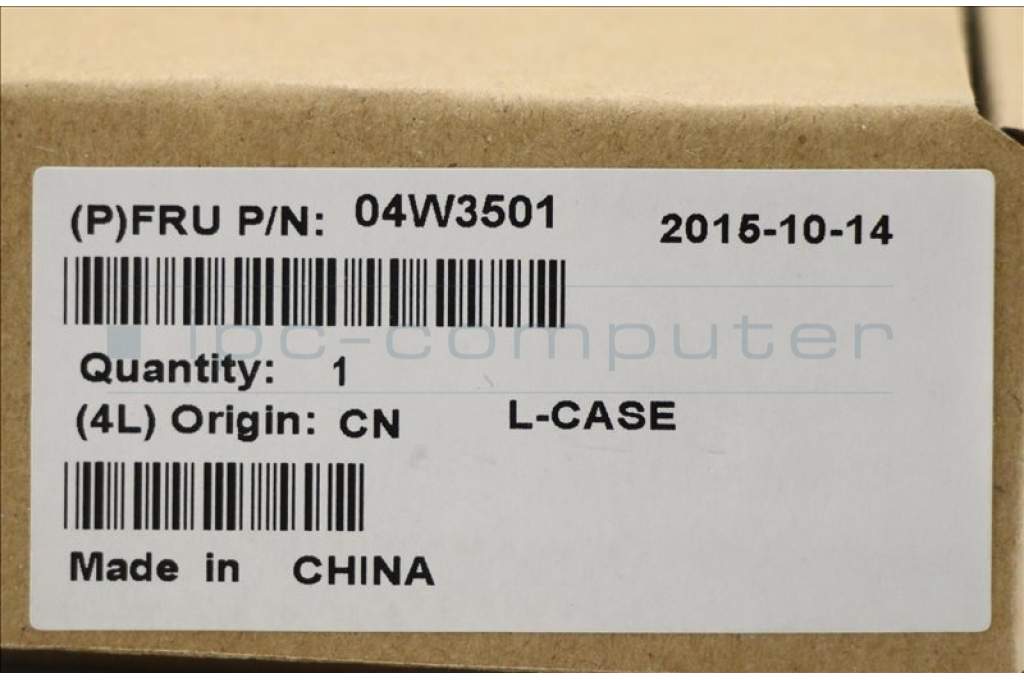 (P)FRU P/N: 04W3501 2015-10-14
ipc-computer
Quantity: 1
(4L) Origin: CN L-CASE
Made in CHINA